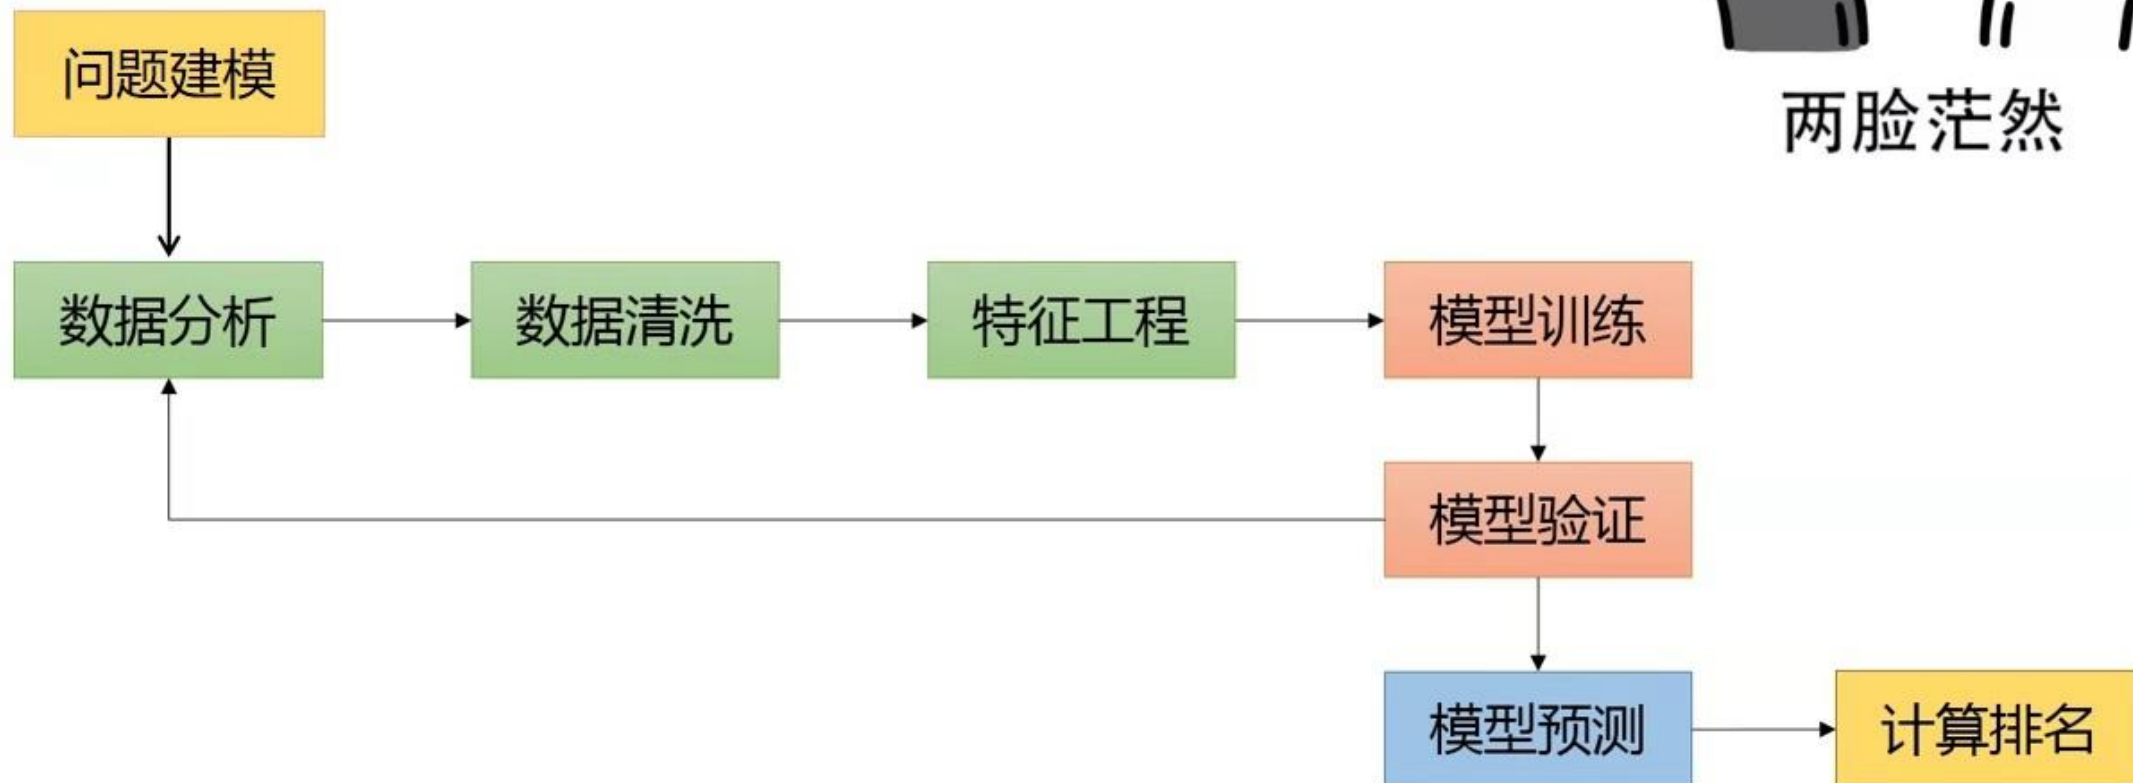 问题建模
两脸茫然
数据分析
数据清洗
特征工程
模型训练
模型验证
模型预测
计算排名